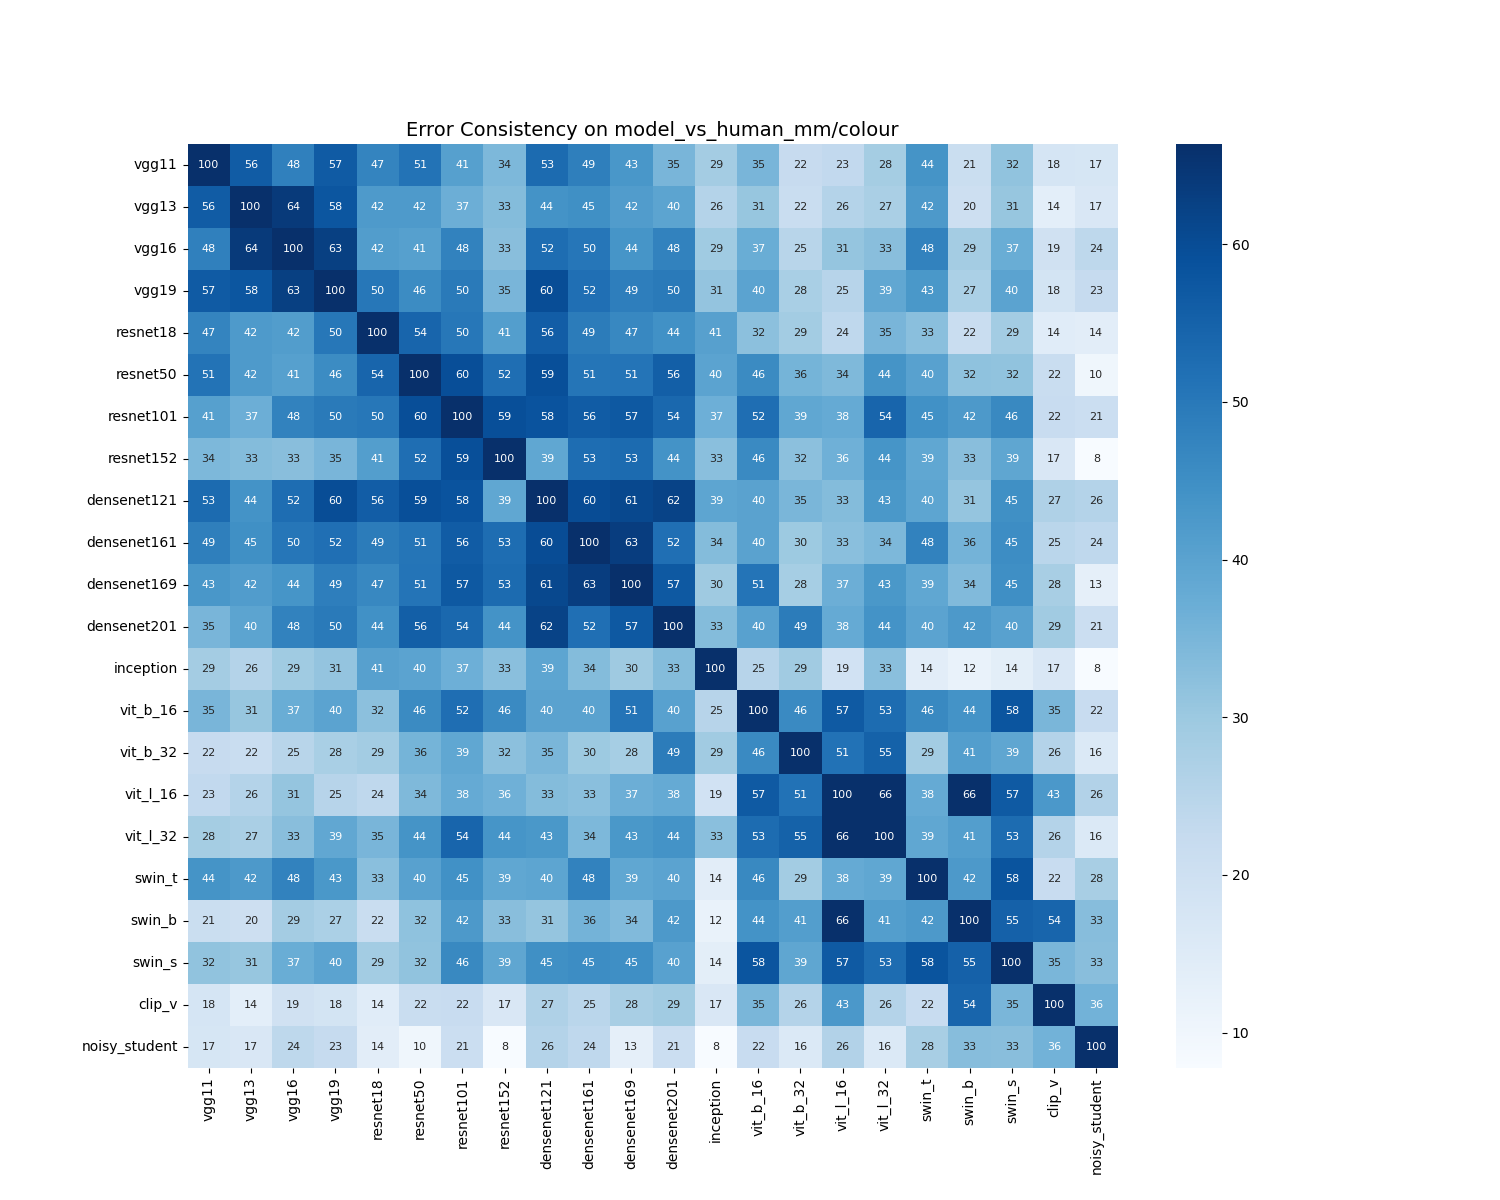 Error Consistency on model_vs_human_mm/colour
vgg11 100 56 48 57 47 51 41 34 53 49 43 35 29 35 22 23 28 44 21 32 18 17
vgg13 56 100 64 58 42 42 37 33 44 45 42 40 26 31 22 26 27 42 20 31 14 17
vgg16 48 64 100 63 42 41 48 33 52 50 44 48 29 37 25 31 33 48 29 37 19 24
vgg19 57 58 63 100 50 46 50 35 60 52 49 50 31 40 28 25 39 43 27 40 18 23
resnet18 47 42 42 50 100 54 50 41 56 49 47 44 41 32 29 24 35 33 22 29 14 14
resnet50 51 42 41 46 54 100 60 52 59 51 51 56 40 46 36 34 44 40 32 32 22 10
resnet101 41 37 48 50 50 60 100 59 58 56 57 54 37 52 39 38 54 45 42 46 22 21
resnet152 34 33 33 35 41 52 59 100 39 53 53 44 33 46 32 36 44 39 33 39 17 8
densenet121 53 44 52 60 56 59 58 39 100 60 61 62 39 40 35 33 43 40 31 45 27 26
densenet161 49 45 50 52 49 51 56 53 60 100 63 52 34 40 30 33 34 48 36 45 25 24
densenet169 43 42 44 49 47 51 57 53 61 63 100 57 30 51 28 37 43 39 34 45 28 13
densenet201 35 40 48 50 44 56 54 44 62 52 57 100 33 40 49 38 44 40 42 40 29 21
inception 29 26 29 31 41 40 37 33 39 34 30 33 100 25 29 19 33 14 12 14 17 8
vit_b_16 35 31 37 40 32 46 52 46 40 40 51 40 25 100 46 57 53 46 44 58 35 22
vit_b_32 22 22 25 28 29 36 39 32 35 30 28 49 29 46 100 51 55 29 41 39 26 16
vit_l_16 23 26 31 25 24 34 38 36 33 33 37 38 19 57 51 100 66 38 66 57 43 26
vit_l_32 28 27 33 39 35 44 54 44 43 34 43 44 33 53 55 66 100 39 41 53 26 16
swin_t 44 42 48 43 33 40 45 39 40 48 39 40 14 46 29 38 39 100 42 58 22 28
swin_b 21 20 29 27 22 32 42 33 31 36 34 42 12 44 41 66 41 42 100 55 54 33
swin_s 32 31 37 40 29 32 46 39 45 45 45 40 14 58 39 57 53 58 55 100 35 33
clip_v 18 14 19 18 14 22 22 17 27 25 28 29 17 35 26 43 26 22 54 35 100 36
noisy_student 17 17 24 23 14 10 21 8 26 24 13 21 8 22 16 26 16 28 33 33 36 100
vgg11 vgg13 vgg16 vgg19 resnet18 resnet50 resnet101 resnet152 densenet121 densenet161 densenet169 densenet201 inception vit_b_16 vit_b_32 vit_l_16 vit_l_32 swin_t swin_b swin_s clip_v noisy_student
60
50
40
30
20
10